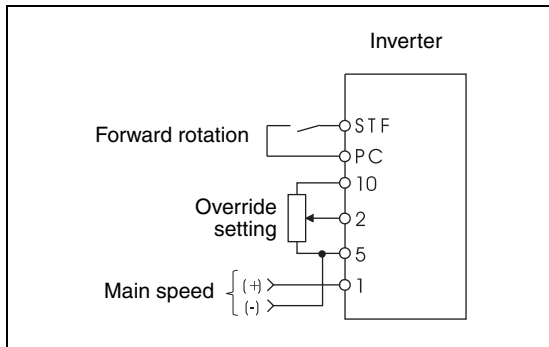 Inverter
Forward rotation
STF
PC
10
Override
setting
2
5
Main speed
(+)
1
(-)